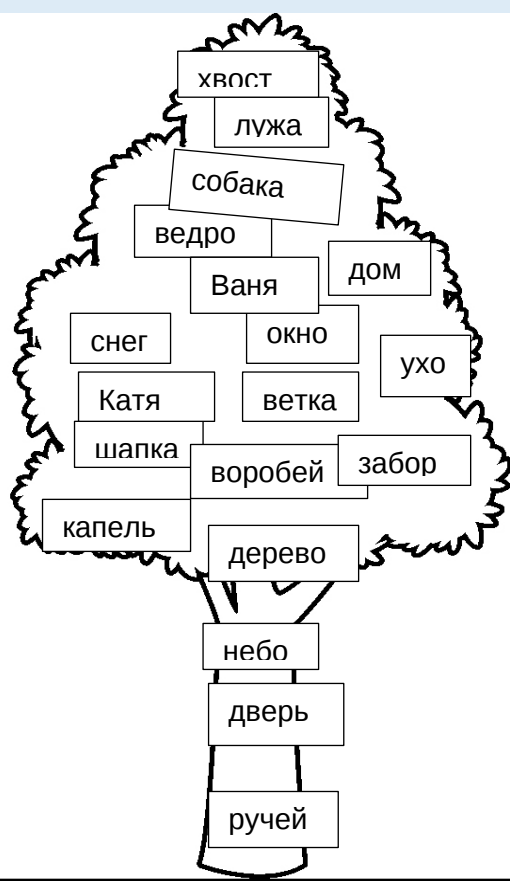 хвост
лужа
собака
ведро
дом
Ваня
окно
снег
ухо
Катя
ветка
шапка
забор
воробей
капель
дерево
небо
дверь
ручей